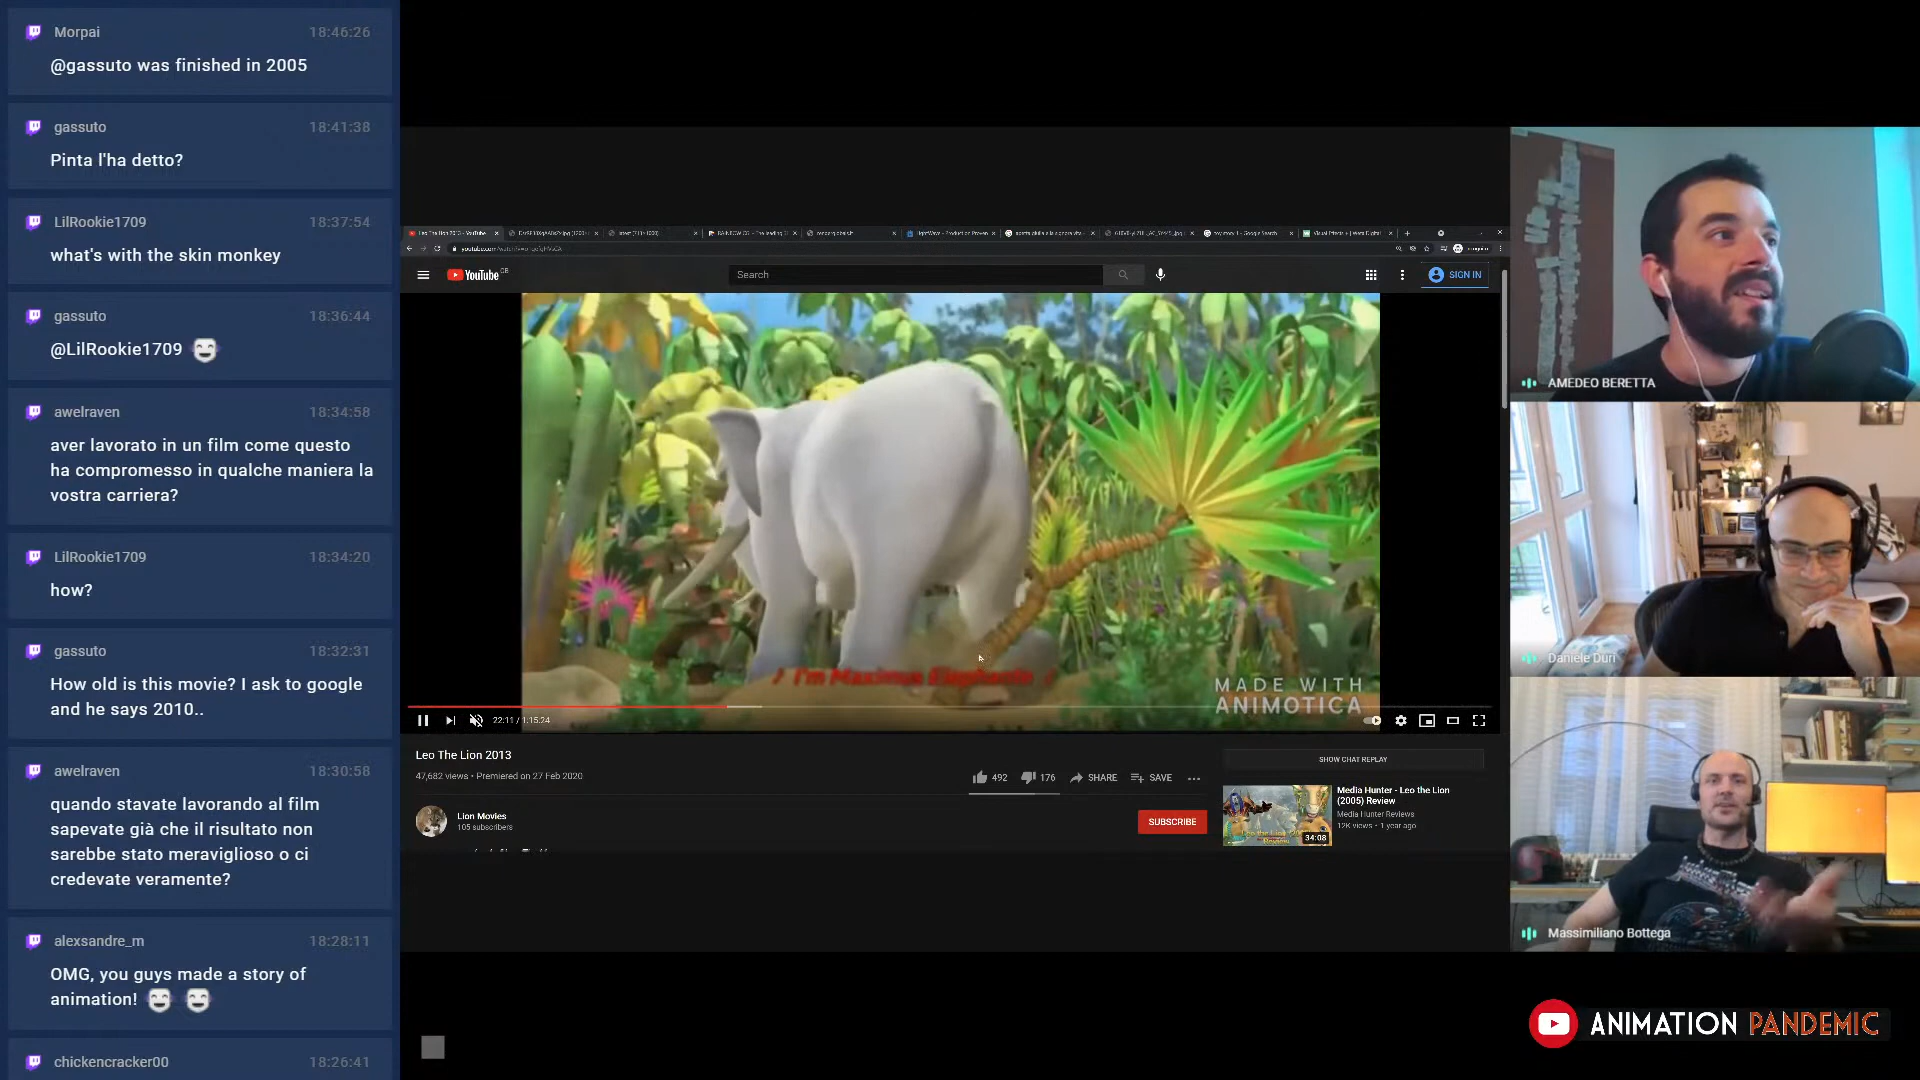 Morpai 18:46:26
@gassuto was finished in 2005
gassuto 18:41:38
Pinta l'ha detto?
LilRookie1709 18:37:54
what's with the skin monkey
gassuto 18:36:44
@LilRookie1709
awelraven 18:34:58
aver lavorato in un film come questo
ha compromesso in qualche maniera la
vostra carriera?
LilRookie1709 18:34:20
how?
gassuto 18:32:31
How old is this movie? I ask to google
and he says 2010..
awelraven 18:30:58
quando stavate lavorando al film
sapevate già che il risultato non
sarebbe stato meraviglioso o ci
credevate veramente?
alexsandre_m 18:28:11
OMG, you guys made a story of
animation!
chickencracker00 18:26:41
Leo The Lion 2013 - YouTube
YouTube GB
Search
SIGN IN
♪ I'm Maximus Elephante ♪
MADE WITH
ANIMOTICA
22:11 / 1:15:24
Leo The Lion 2013
47,682 views • Premiered on 27 Feb 2020
492 176 SHARE SAVE ...
Lion Movies
105 subscribers
SUBSCRIBE
SHOW CHAT REPLAY
Media Hunter - Leo the Lion
(2005) Review
Media Hunter Reviews
12K views • 1 year ago
34:08
AMEDEO BERETTA
Daniele Duri
Massimiliano Bottega
ANIMATION PANDEMIC